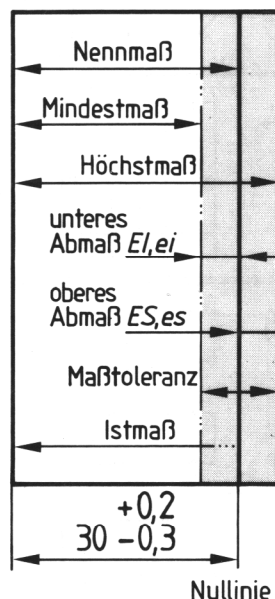 Nennmaß
Mindestmaß
Höchstmaß
unteres
Abmaß EI,ei
oberes
Abmaß ES,es
Maßtoleranz
Istmaß
+0,2
30 -0,3
Nullinie